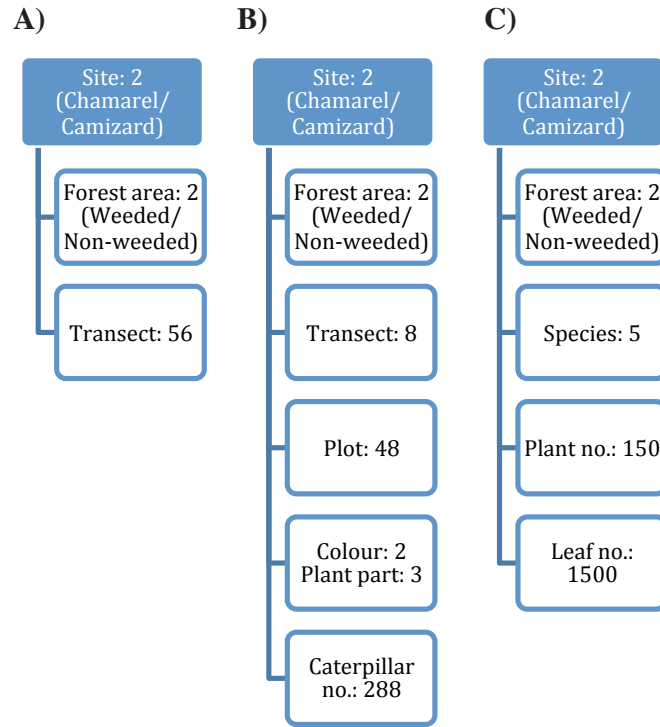 A)
Site: 2
(Chamarel/
Camizard)
Forest area: 2
(Weeded/
Non-weeded)
Transect: 56
B)
Site: 2
(Chamarel/
Camizard)
Forest area: 2
(Weeded/
Non-weeded)
Transect: 8
Plot: 48
Colour: 2
Plant part: 3
Caterpillar
no.: 288
C)
Site: 2
(Chamarel/
Camizard)
Forest area: 2
(Weeded/
Non-weeded)
Species: 5
Plant no.: 150
Leaf no.:
1500